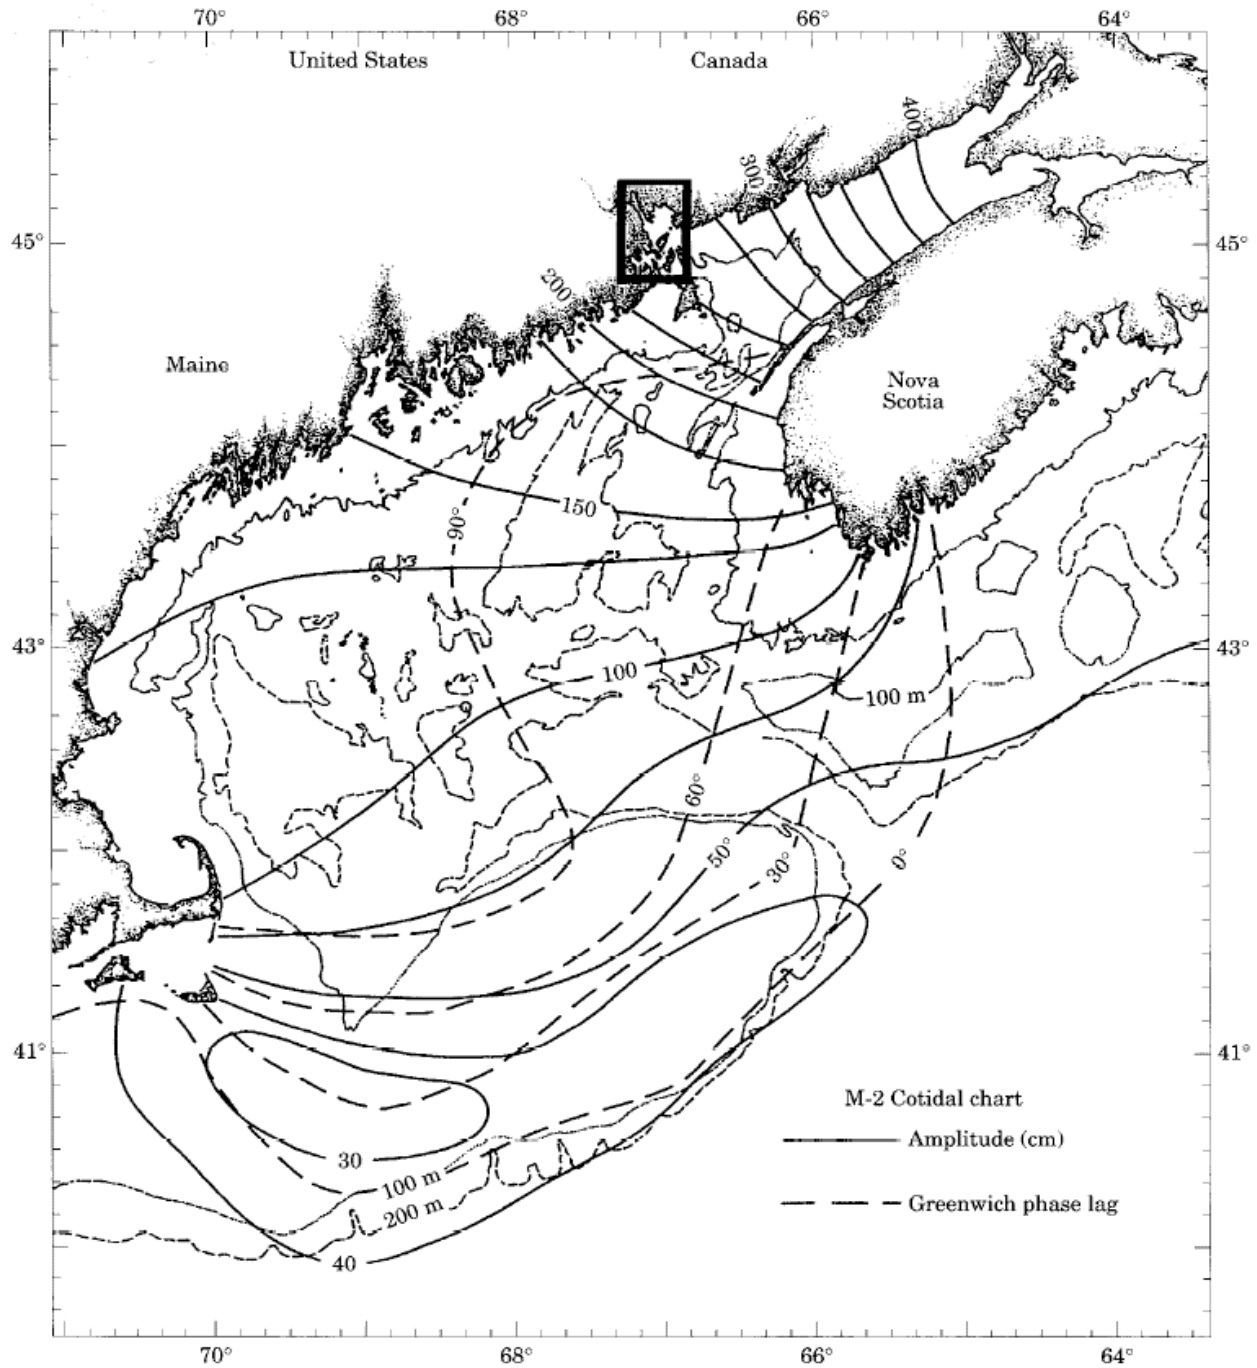 70° 68° 66° 64°
United States Canada
400
300
45° 45°
200
Maine
Nova
Scotia
150
90°
43° 43°
100
100 m
60°
50°
30° 0°
41° 41°
M-2 Cotidal chart
Amplitude (cm)
30
100 m
Greenwich phase lag
200 m
40
70° 68° 66° 64°